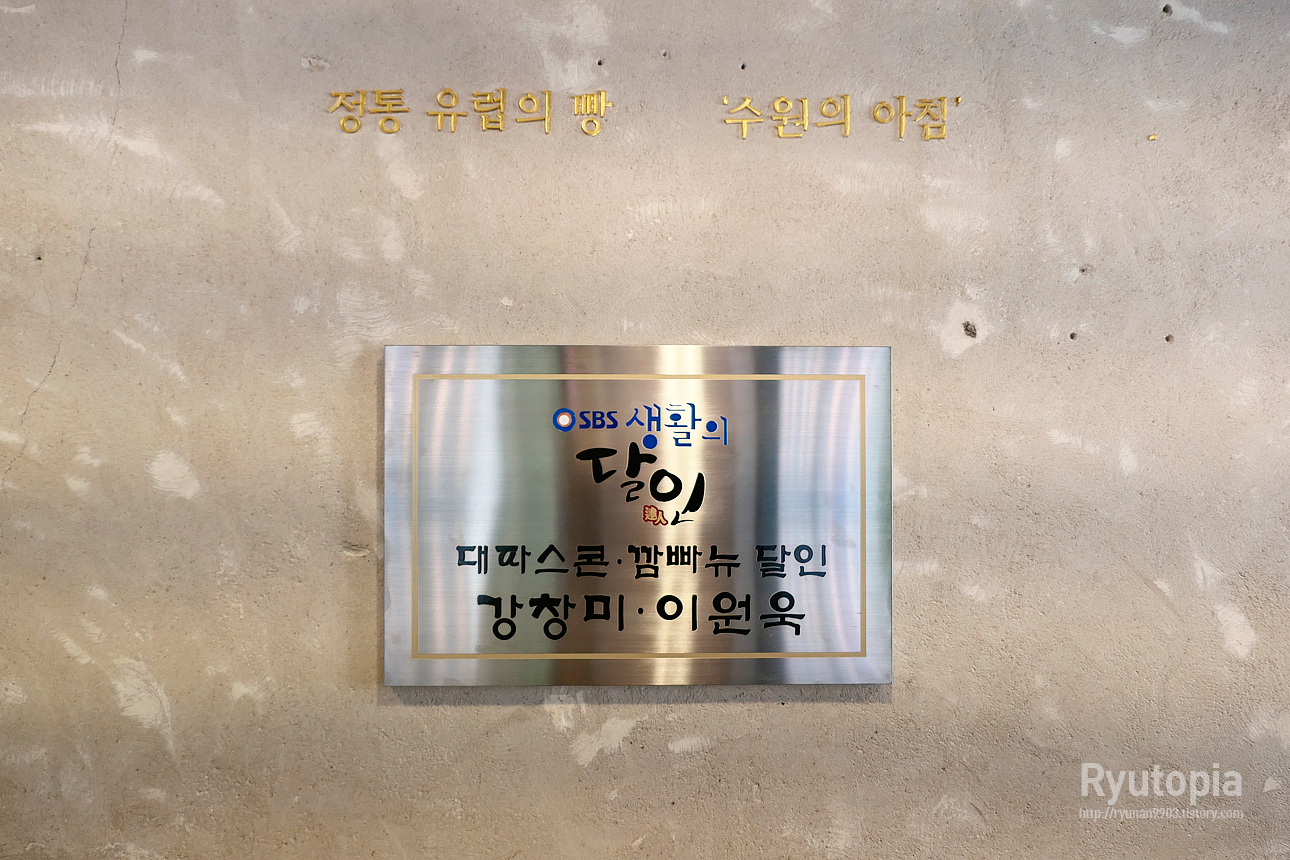 정통 유럽의 빵 '수원의 아침'
SBS 생활의
달인
達人
대파스콘·깜빠뉴 달인
강창미·이원욱
Ryutopia
http://ryunan9903.tistory.com